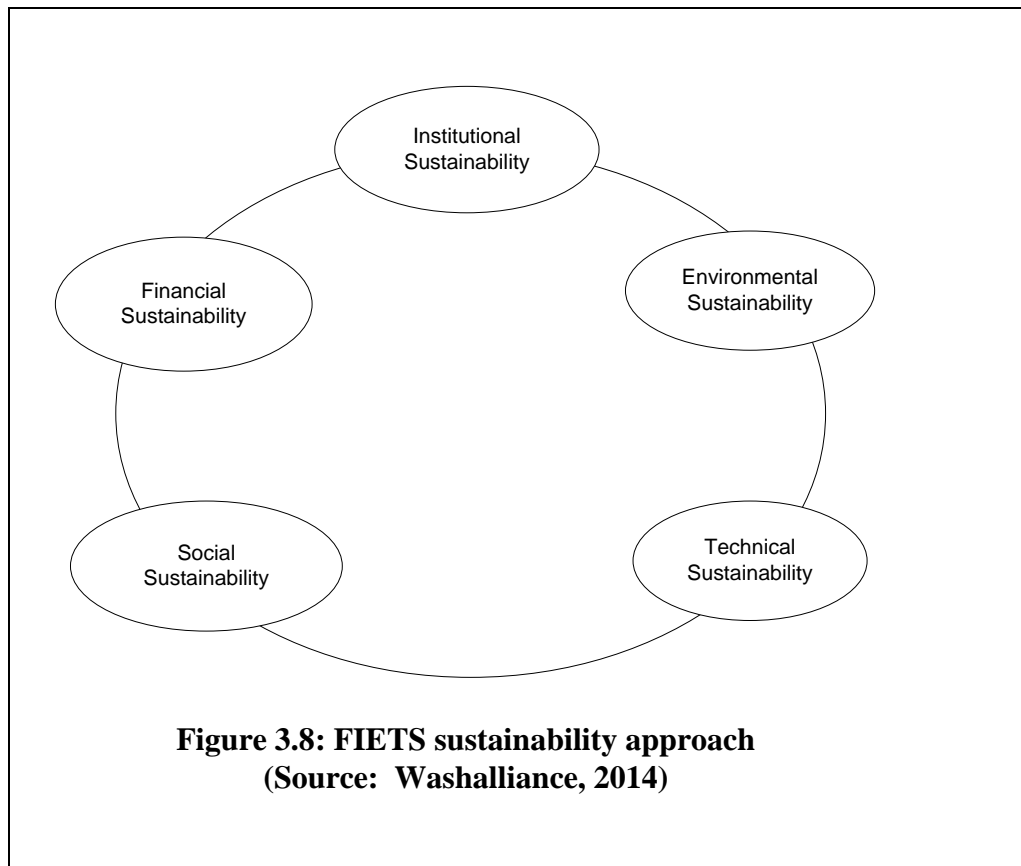 Institutional
Sustainability
Financial
Sustainability
Environmental
Sustainability
Social
Sustainability
Technical
Sustainability
Figure 3.8: FIETS sustainability approach
(Source:  Washalliance, 2014)